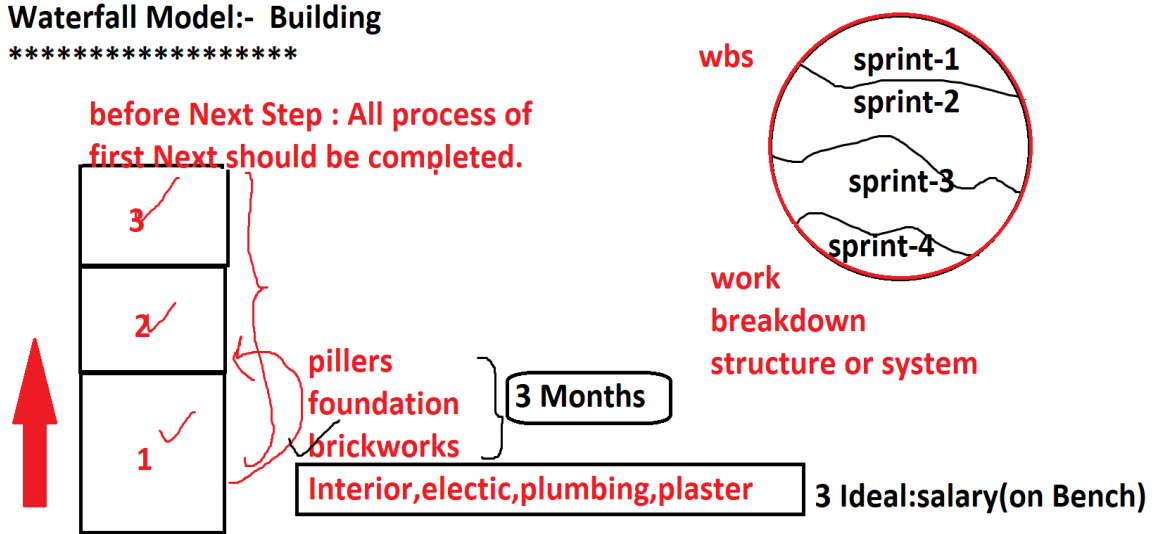 Waterfall Model:-  Building
******************
before Next Step : All process of
first Next should be completed.
3
2
1
pillers
foundation
brickworks
3 Months
Interior,electic,plumbing,plaster
3 Ideal:salary(on Bench)
wbs
sprint-1
sprint-2
sprint-3
sprint-4
work
breakdown
structure or system